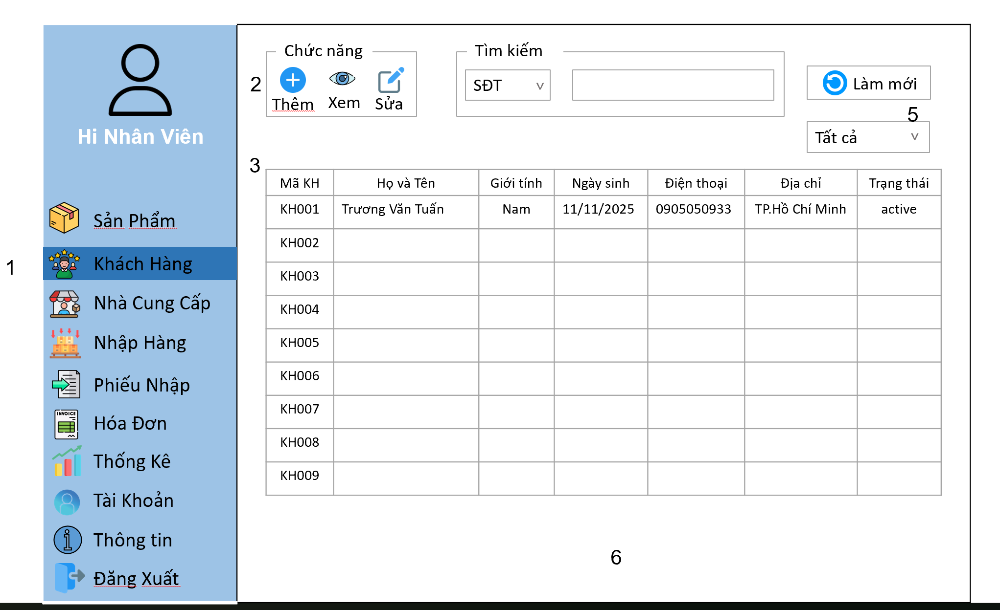 Hi Nhân Viên
Sản Phẩm
1
Khách Hàng
Nhà Cung Cấp
Nhập Hàng
Phiếu Nhập
INVOICE
Hóa Đơn
Thống Kê
Tài Khoản
Thông tin
Đăng Xuất
Chức năng
2
Thêm Xem Sửa
Tìm kiếm
SĐT v
Làm mới
5
Tất cả v
3
Mã KH Họ và Tên Giới tính Ngày sinh Điện thoại Địa chỉ Trạng thái
KH001 Trương Văn Tuấn Nam 11/11/2025 0905050933 TP.Hồ Chí Minh active
KH002
KH003
KH004
KH005
KH006
KH007
KH008
KH009
6